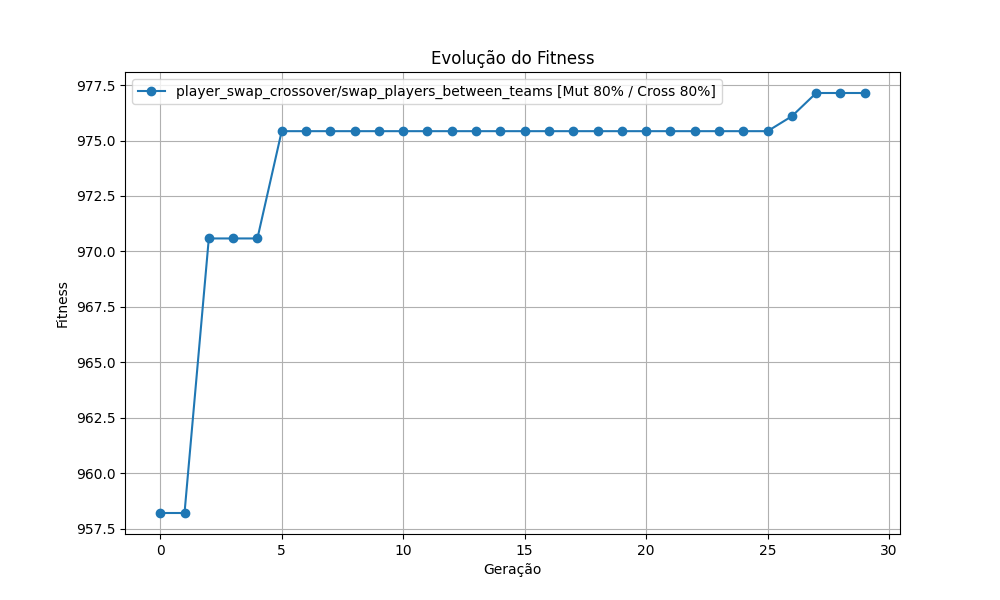 Evolução do Fitness
player_swap_crossover/swap_players_between_teams [Mut 80% / Cross 80%]
977.5
975.0
972.5
970.0
967.5
965.0
962.5
960.0
957.5
Fitness
0 5 10 15 20 25 30
Geração